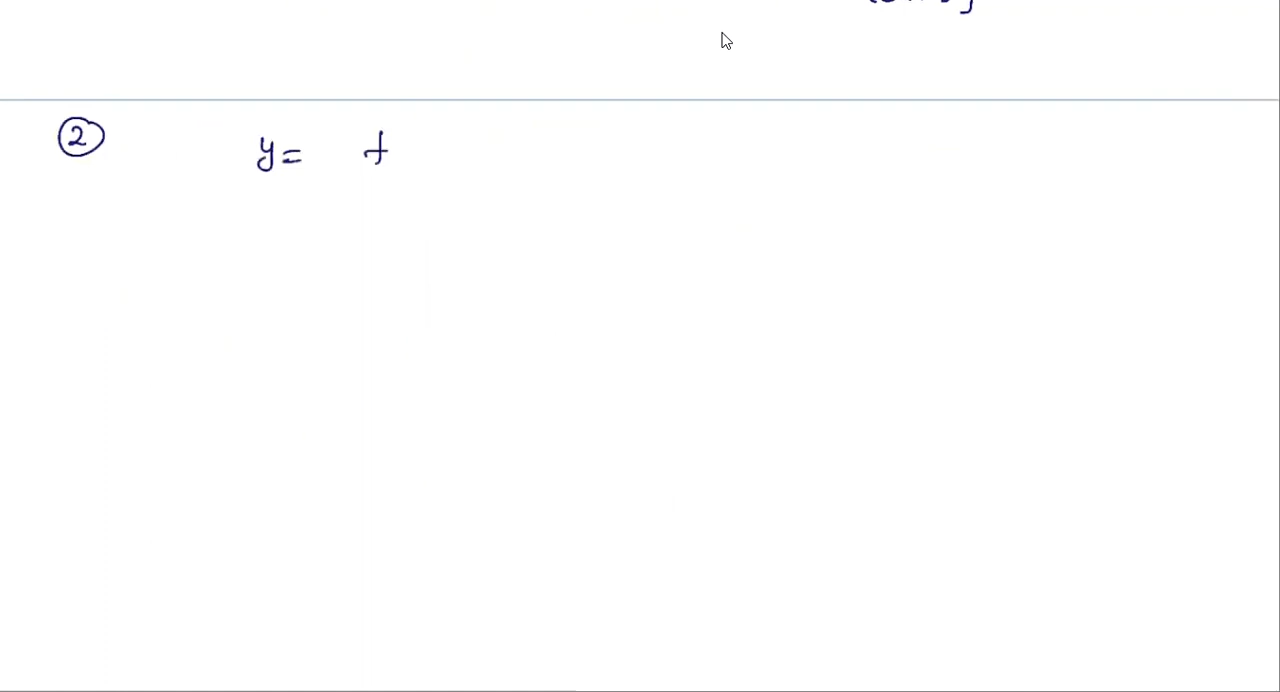 ② y= +